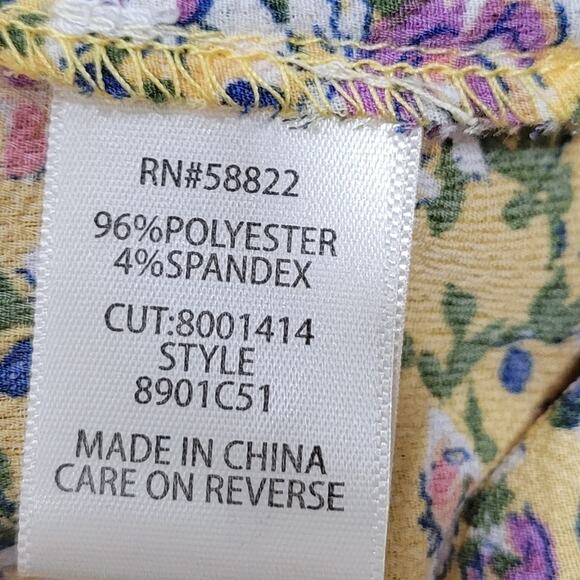 RN#58822
96%POLYESTER
4%SPANDEX
CUT:8001414
STYLE
8901C51
MADE IN CHINA
CARE ON REVERSE